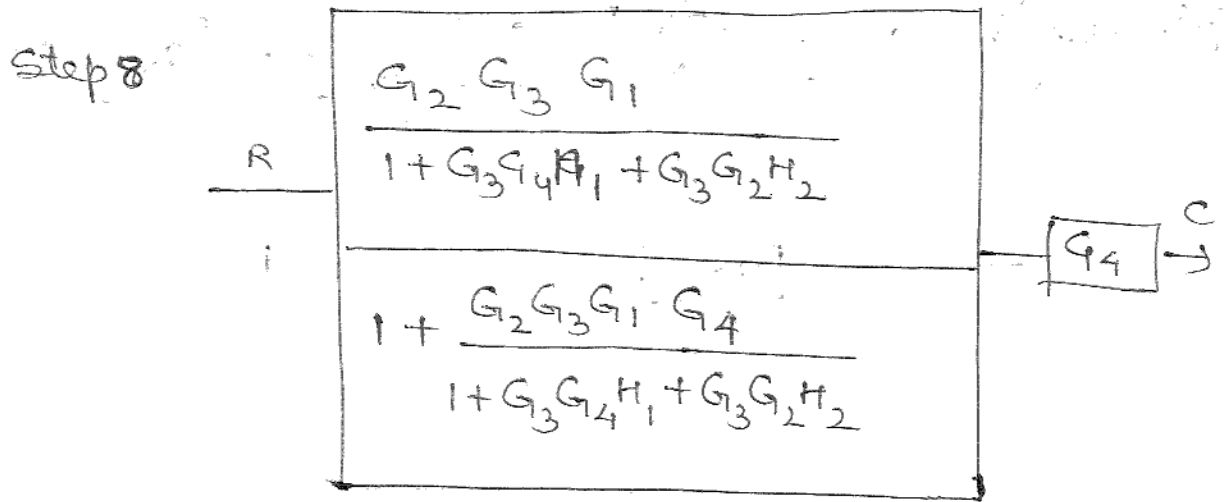 Step 8
G2 G3 G1
R
1 + G3G4H1 + G3G2H2
C
G4
1 + G2G3G1 G4
1 + G3G4H1 + G3G2H2